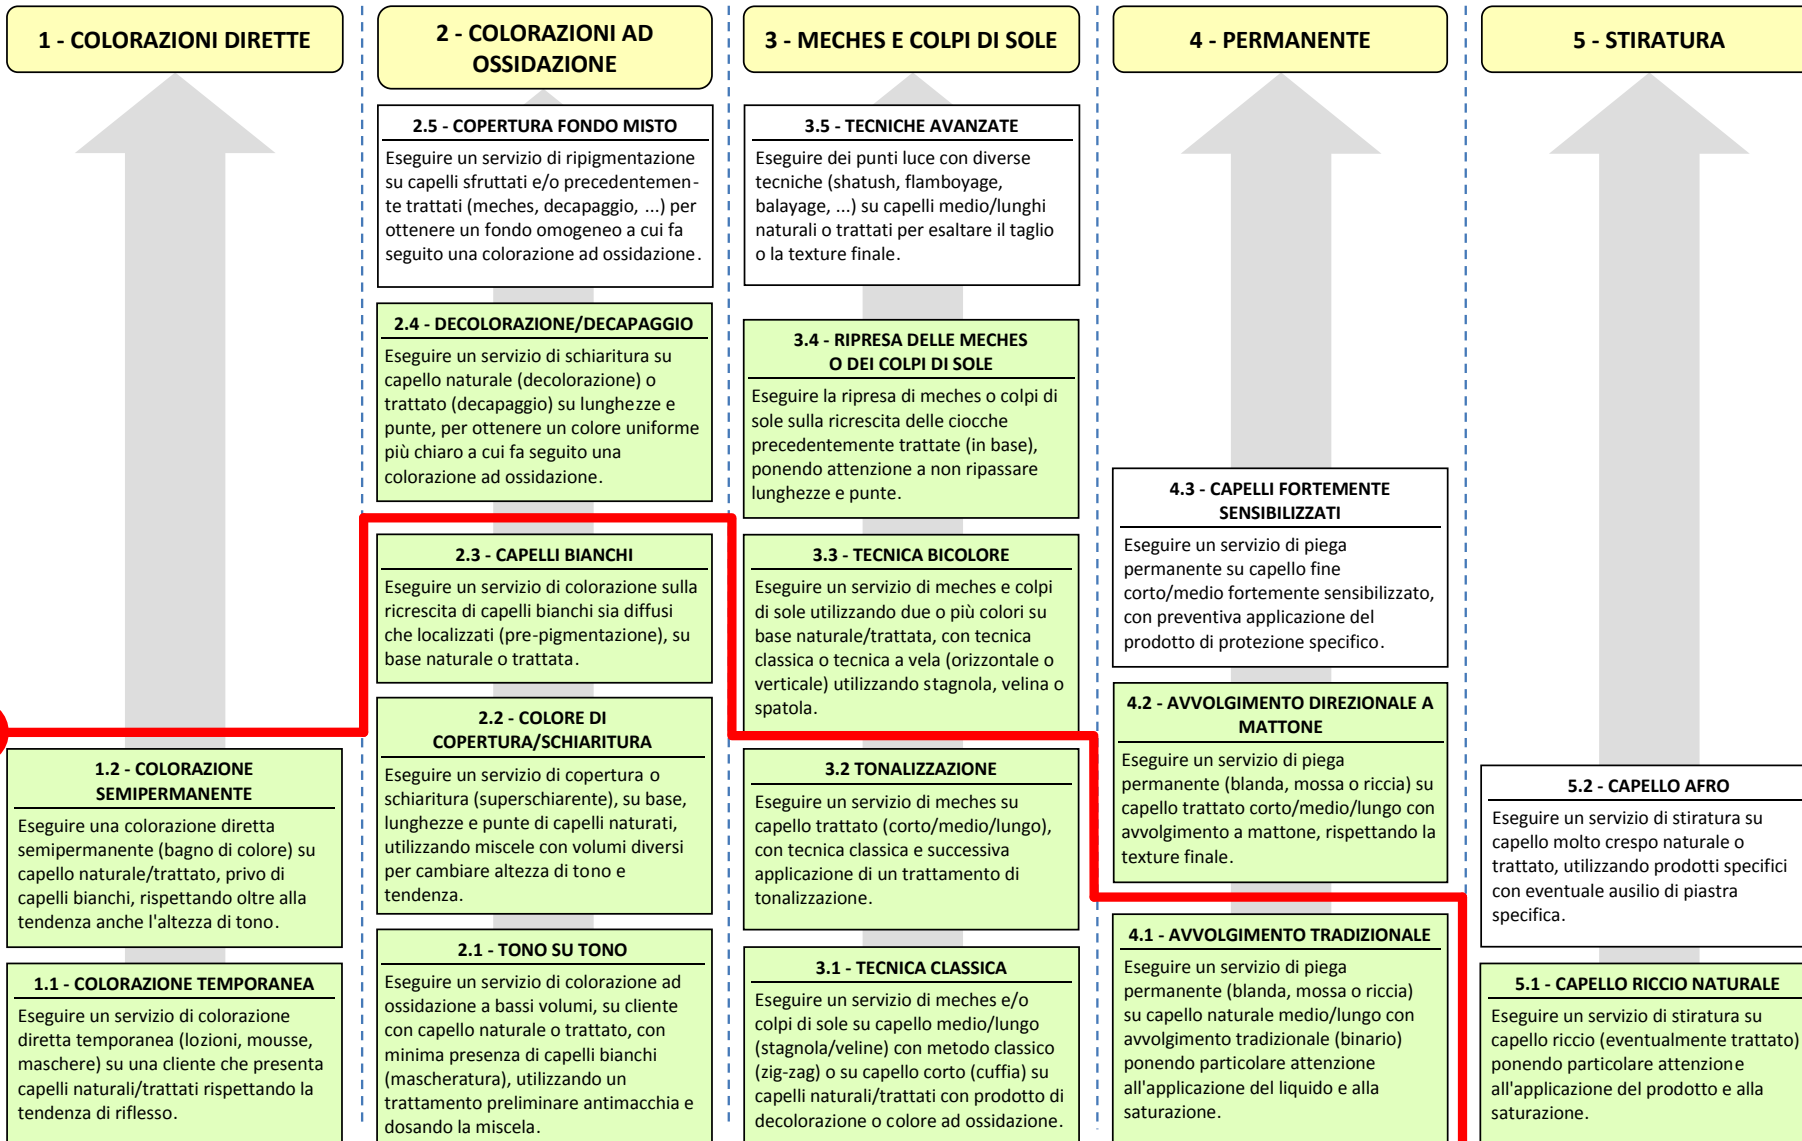 1 - COLORAZIONI DIRETTE
1.2 - COLORAZIONE
SEMIPERMANENTE
Eseguire una colorazione diretta
semipermanente (bagno di colore) su
capello naturale/trattato, privo di
capelli bianchi, rispettando oltre alla
tendenza anche l'altezza di tono.
1.1 - COLORAZIONE TEMPORANEA
Eseguire un servizio di colorazione
diretta temporanea (lozioni, mousse,
maschere) su una cliente che presenta
capelli naturali/trattati rispettando la
tendenza di riflesso.
2 - COLORAZIONI AD
OSSIDAZIONE
2.5 - COPERTURA FONDO MISTO
Eseguire un servizio di ripigmentazione
su capelli sfruttati e/o precedentemen-
te trattati (meches, decapaggio, ...) per
ottenere un fondo omogeneo a cui fa
seguito una colorazione ad ossidazione.
2.4 - DECOLORAZIONE/DECAPAGGIO
Eseguire un servizio di schiaritura su
capello naturale (decolorazione) o
trattato (decapaggio) su lunghezze e
punte, per ottenere un colore uniforme
più chiaro a cui fa seguito una
colorazione ad ossidazione.
2.3 - CAPELLI BIANCHI
Eseguire un servizio di colorazione sulla
ricrescita di capelli bianchi sia diffusi
che localizzati (pre-pigmentazione), su
base naturale o trattata.
2.2 - COLORE DI
COPERTURA/SCHIARITURA
Eseguire un servizio di copertura o
schiaritura (superschiarente), su base,
lunghezze e punte di capelli naturati,
utilizzando miscele con volumi diversi
per cambiare altezza di tono e
tendenza.
2.1 - TONO SU TONO
Eseguire un servizio di colorazione ad
ossidazione a bassi volumi, su cliente
con capello naturale o trattato, con
minima presenza di capelli bianchi
(mascheratura), utilizzando un
trattamento preliminare antimacchia e
dosando la miscela.
3 - MECHES E COLPI DI SOLE
3.5 - TECNICHE AVANZATE
Eseguire dei punti luce con diverse
tecniche (shatush, flamboyage,
balayage, ...) su capelli medio/lunghi
naturali o trattati per esaltare il taglio
o la texture finale.
3.4 - RIPRESA DELLE MECHES
O DEI COLPI DI SOLE
Eseguire la ripresa di meches o colpi di
sole sulla ricrescita delle ciocche
precedentemente trattate (in base),
ponendo attenzione a non ripassare
lunghezze e punte.
3.3 - TECNICA BICOLORE
Eseguire un servizio di meches e colpi
di sole utilizzando due o più colori su
base naturale/trattata, con tecnica
classica o tecnica a vela (orizzontale o
verticale) utilizzando stagnola, velina o
spatola.
3.2 TONALIZZAZIONE
Eseguire un servizio di meches su
capello trattato (corto/medio/lungo),
con tecnica classica e successiva
applicazione di un trattamento di
tonalizzazione.
3.1 - TECNICA CLASSICA
Eseguire un servizio di meches e/o
colpi di sole su capello medio/lungo
(stagnola/veline) con metodo classico
(zig-zag) o su capello corto (cuffia) su
capelli naturali/trattati con prodotto di
decolorazione o colore ad ossidazione.
4 - PERMANENTE
4.3 - CAPELLI FORTEMENTE
SENSIBILIZZATI
Eseguire un servizio di piega
permanente su capello fine
corto/medio fortemente sensibilizzato,
con preventiva applicazione del
prodotto di protezione specifico.
4.2 - AVVOLGIMENTO DIREZIONALE A
MATTONE
Eseguire un servizio di piega
permanente (blanda, mossa o riccia) su
capello trattato corto/medio/lungo con
avvolgimento a mattone, rispettando la
texture finale.
4.1 - AVVOLGIMENTO TRADIZIONALE
Eseguire un servizio di piega
permanente (blanda, mossa o riccia)
su capello naturale medio/lungo con
avvolgimento tradizionale (binario)
ponendo particolare attenzione
all'applicazione del liquido e alla
saturazione.
5 - STIRATURA
5.2 - CAPELLO AFRO
Eseguire un servizio di stiratura su
capello molto crespo naturale o
trattato, utilizzando prodotti specifici
con eventuale ausilio di piastra
specifica.
5.1 - CAPELLO RICCIO NATURALE
Eseguire un servizio di stiratura su
capello riccio (eventualmente trattato)
ponendo particolare attenzione
all'applicazione del prodotto e alla
saturazione.